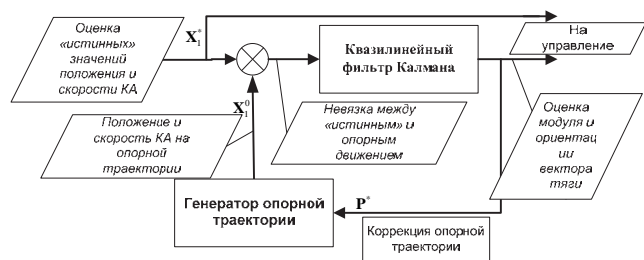 Оценка
«истинных»
значений
положения и
скорости КА
X₁*
Квазилинейный
фильтр Калмана
На
управление
X₁⁰
Положение и
скорость КА на
опорной
траектории
Невязка между
«истинным» и
опорным
движением
Оценка
модуля и
ориентац
ии
вектора
тяги
Генератор опорной
траектории
P*
Коррекция опорной
траектории